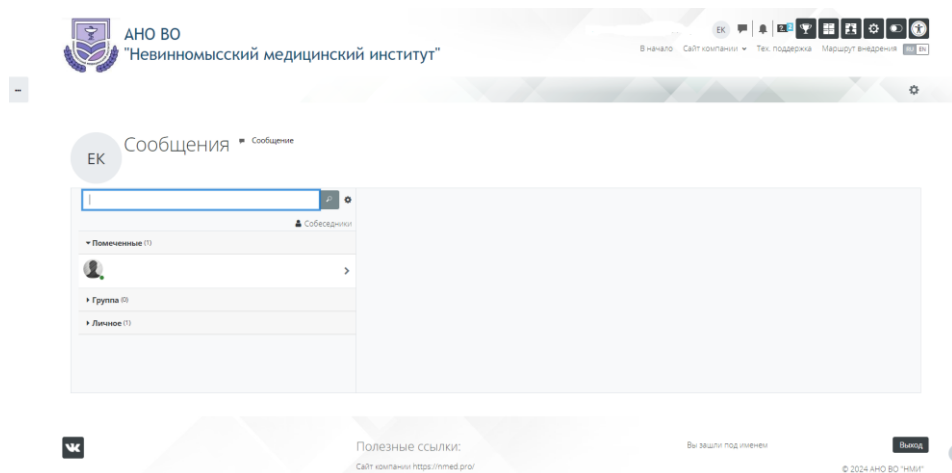 АНО ВО
"Невинномысский медицинский институт"
ЕК
В начало Сайт компании Тех. поддержка Маршрут внедрения RU EN
ЕК
Сообщения Сообщение
Собеседники
Помеченные (1)
Группа (0)
Личное (1)
Полезные ссылки:
Сайт компании https://nmed.pro/
Вы зашли под именем
Выход
© 2024 АНО ВО "НМИ"